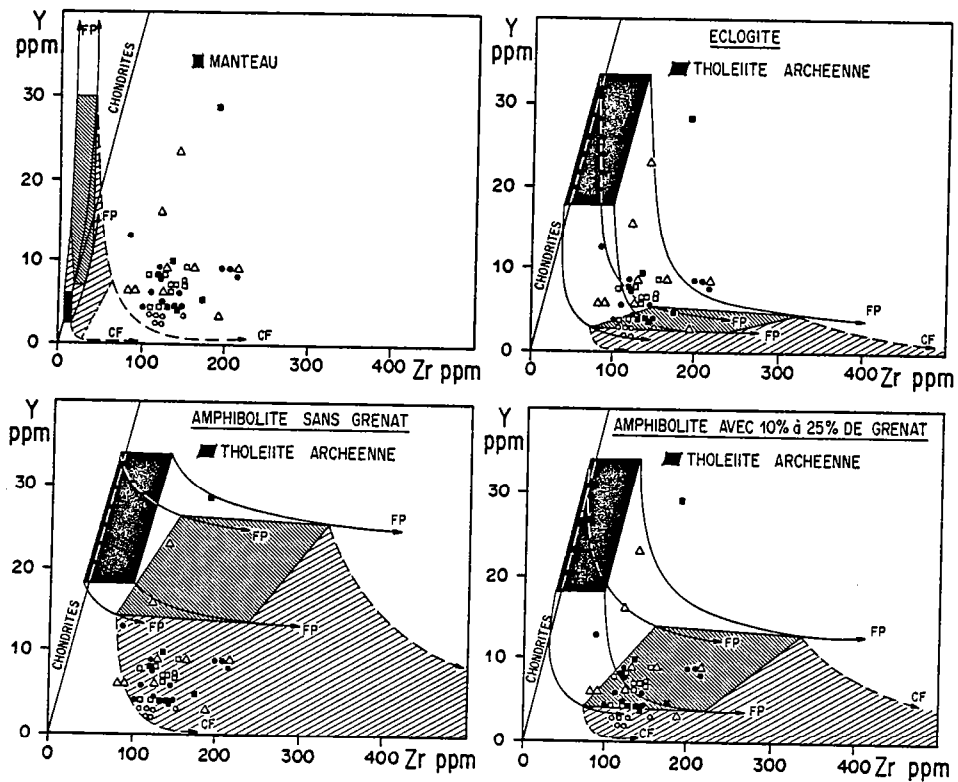 Y
ppm
FP
CHONDRITES
MANTEAU
30
20
10
0
FP
CF
CF
0
100
200
300
400
Zr ppm
Y
ppm
ECLOGITE
THOLEIITE ARCHEENNE
30
20
10
0
CHONDRITES
FP
FP
FP
CF
0
100
200
300
400
Zr ppm
Y
ppm
AMPHIBOLITE SANS GRENAT
THOLEIITE ARCHEENNE
30
20
10
0
CHONDRITES
FP
FP
FP
FP
CF
0
100
200
300
400
Zr ppm
Y
ppm
AMPHIBOLITE AVEC 10% à 25% DE GRENAT
THOLEIITE ARCHEENNE
30
20
10
0
CHONDRITES
FP
FP
FP
CF
0
100
200
300
400
Zr ppm